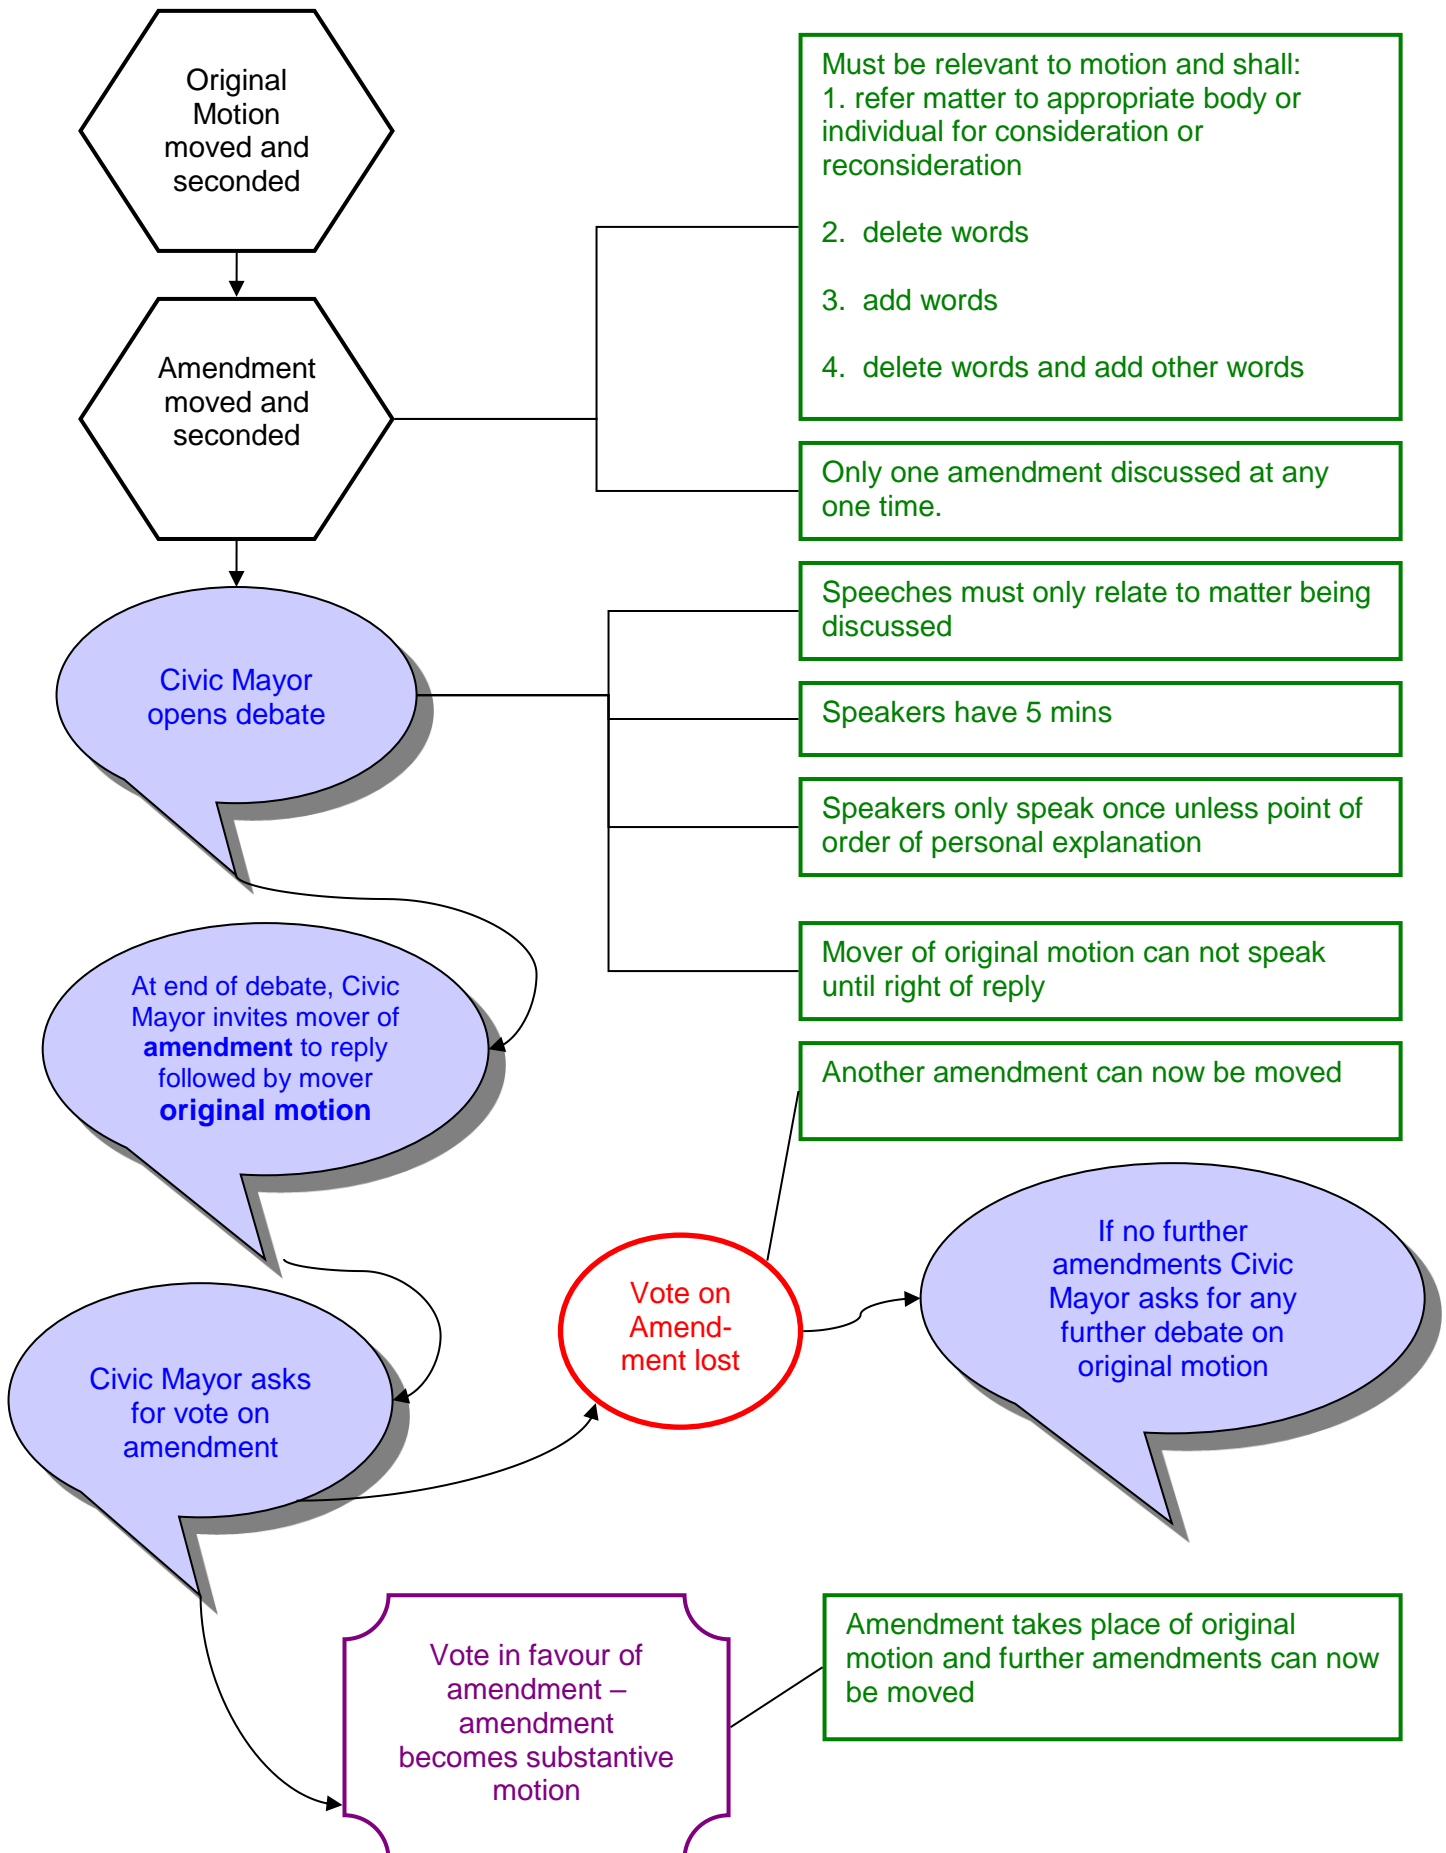 Original
Motion
moved and
seconded
Must be relevant to motion and shall:
1. refer matter to appropriate body or
individual for consideration or
reconsideration
2. delete words
3. add words
4. delete words and add other words
Amendment
moved and
seconded
Only one amendment discussed at any
one time.
Civic Mayor
opens debate
Speeches must only relate to matter being
discussed
Speakers have 5 mins
Speakers only speak once unless point of
order of personal explanation
Mover of original motion can not speak
until right of reply
At end of debate, Civic
Mayor invites mover of
amendment to reply
followed by mover
original motion
Another amendment can now be moved
Civic Mayor asks
for vote on
amendment
Vote on
Amend-
ment lost
If no further
amendments Civic
Mayor asks for any
further debate on
original motion
Vote in favour of
amendment –
amendment
becomes substantive
motion
Amendment takes place of original
motion and further amendments can now
be moved